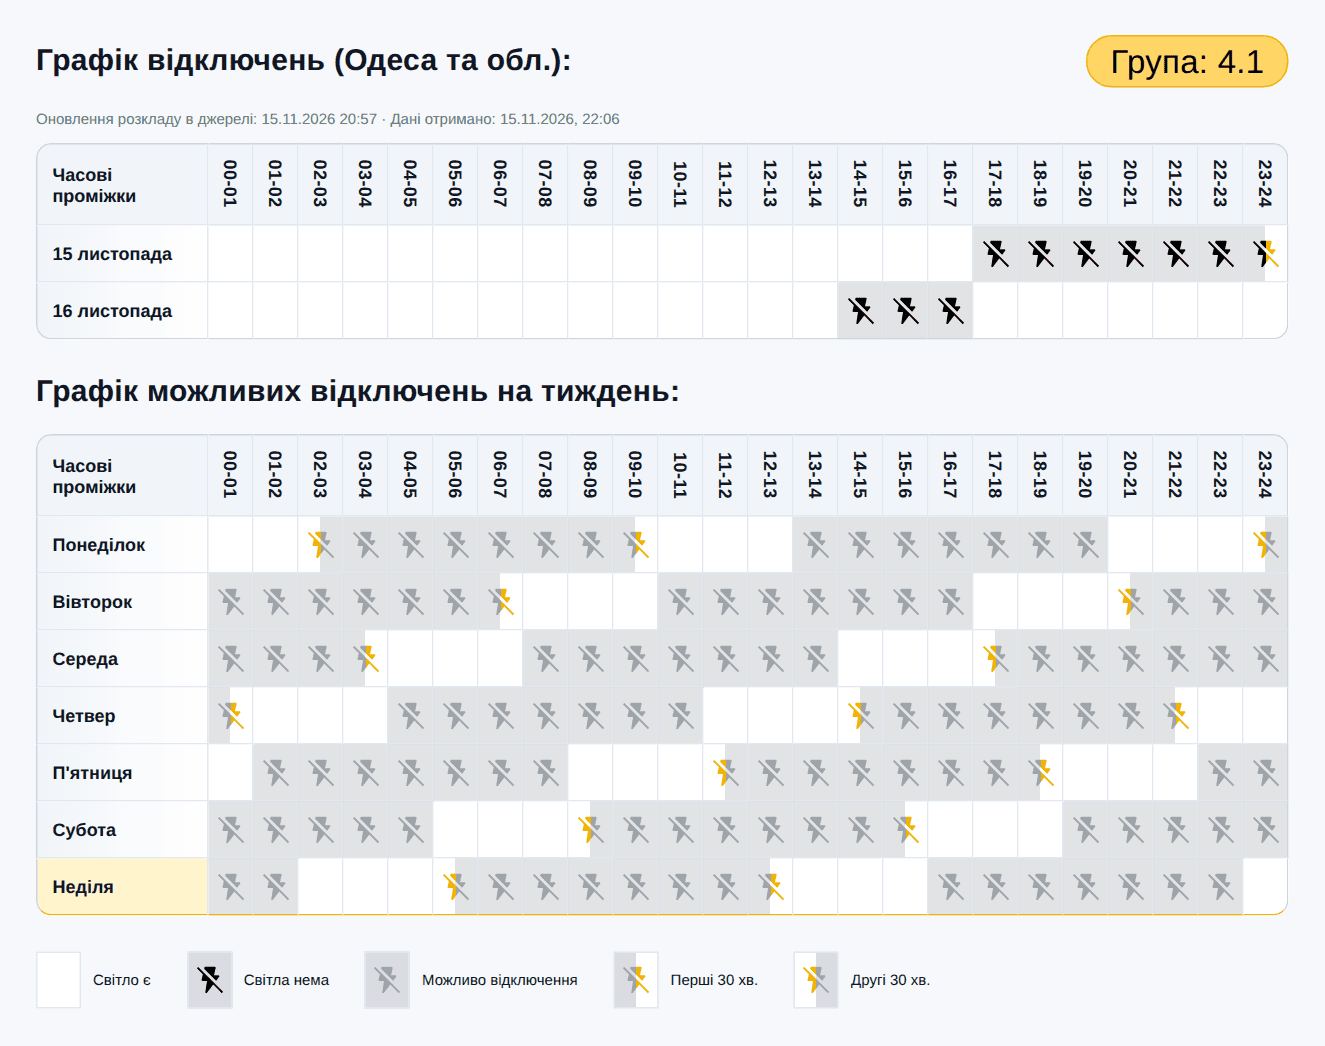 Графік відключень (Одеса та обл.):
Група: 4.1
Оновлення розкладу в джерелі: 15.11.2026 20:57 · Дані отримано: 15.11.2026, 22:06
Часові
проміжки
00-01 01-02 02-03 03-04 04-05 05-06 06-07 07-08 08-09 09-10 10-11 11-12 12-13 13-14 14-15 15-16 16-17 17-18 18-19 19-20 20-21 21-22 22-23 23-24
15 листопада
16 листопада
Графік можливих відключень на тиждень:
Часові
проміжки
00-01 01-02 02-03 03-04 04-05 05-06 06-07 07-08 08-09 09-10 10-11 11-12 12-13 13-14 14-15 15-16 16-17 17-18 18-19 19-20 20-21 21-22 22-23 23-24
Понеділок
Вівторок
Середа
Четвер
П'ятниця
Субота
Неділя
Світло є
Світла нема
Можливо відключення
Перші 30 хв.
Другі 30 хв.